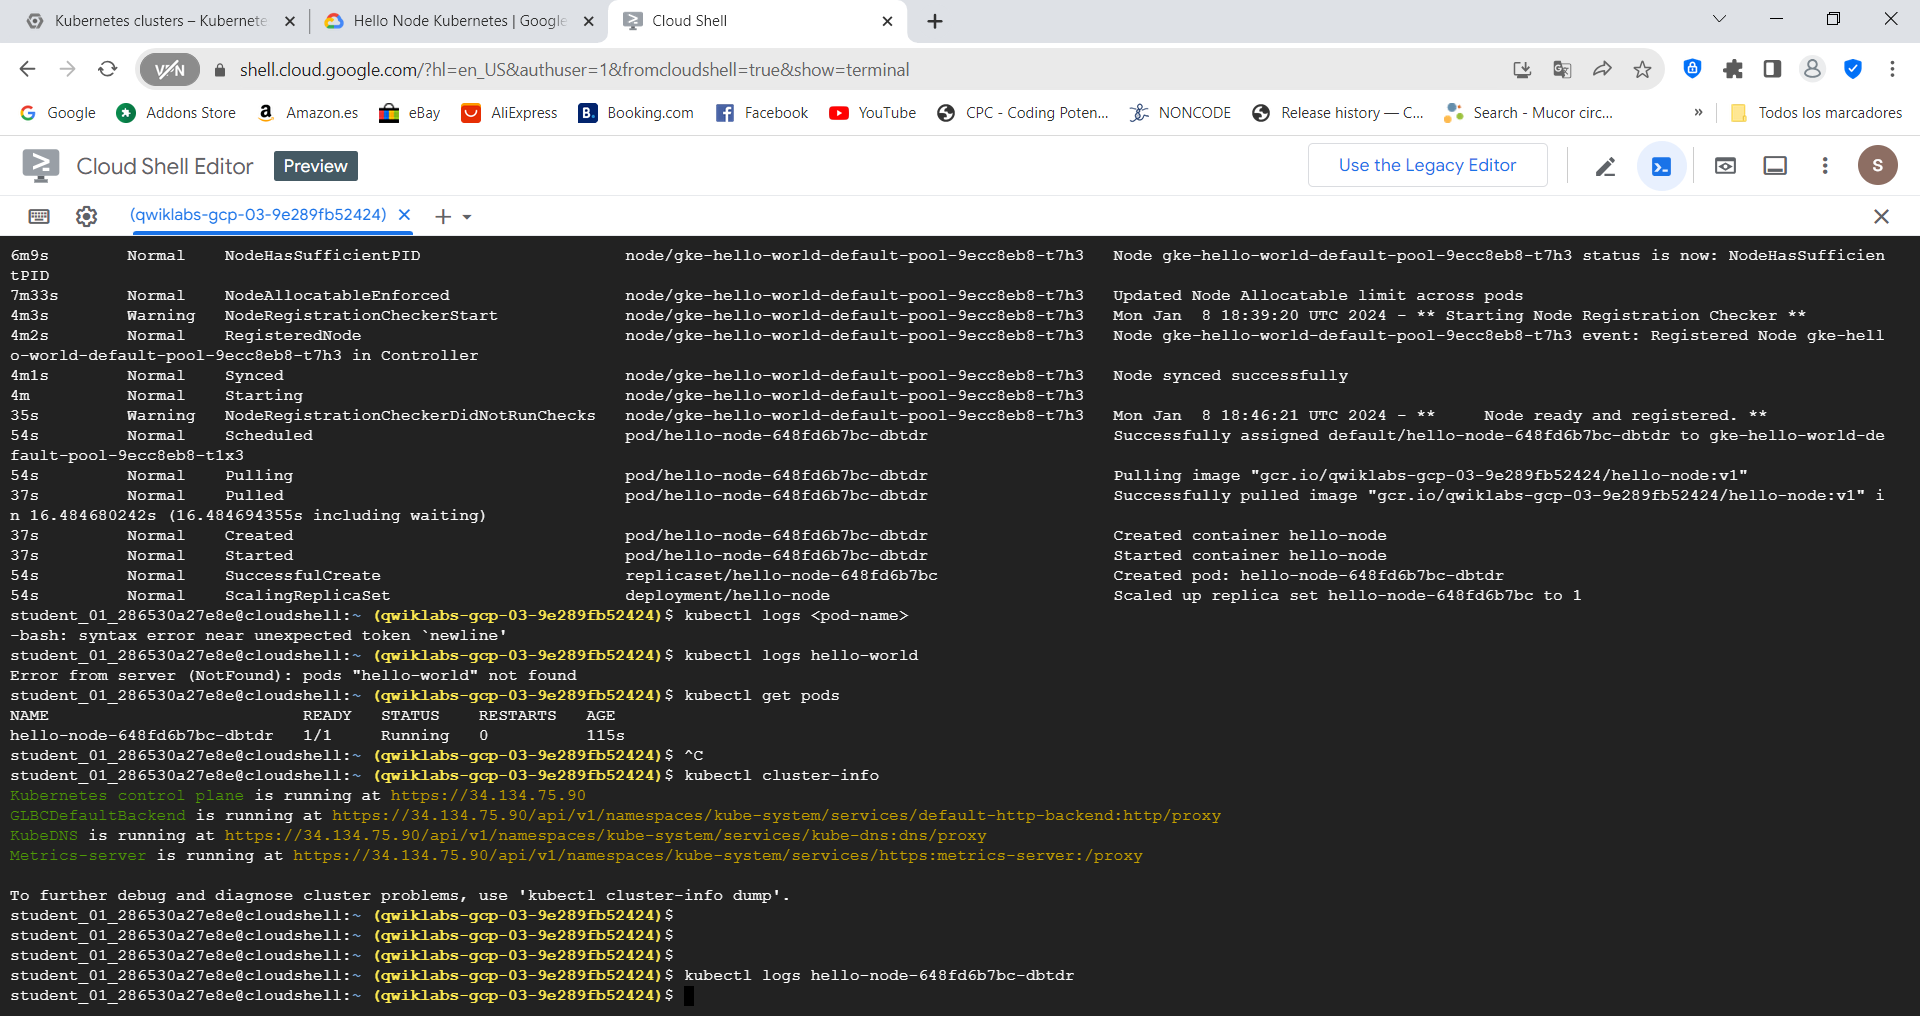 Kubernetes clusters – Kubernete
Hello Node Kubernetes | Google
Cloud Shell
VPN
shell.cloud.google.com/?hl=en_US&authuser=1&fromcloudshell=true&show=terminal
Google
Addons Store
Amazon.es
eBay
AliExpress
Booking.com
Facebook
YouTube
CPC - Coding Poten...
NONCODE
Release history — C...
Search - Mucor circ...
»
Todos los marcadores
Cloud Shell Editor
Preview
Use the Legacy Editor
S
(qwiklabs-gcp-03-9e289fb52424)
6m9s Normal NodeHasSufficientPID node/gke-hello-world-default-pool-9ecc8eb8-t7h3 Node gke-hello-world-default-pool-9ecc8eb8-t7h3 status is now: NodeHasSufficien
tPID
7m33s Normal NodeAllocatableEnforced node/gke-hello-world-default-pool-9ecc8eb8-t7h3 Updated Node Allocatable limit across pods
4m3s Warning NodeRegistrationCheckerStart node/gke-hello-world-default-pool-9ecc8eb8-t7h3 Mon Jan 8 18:39:20 UTC 2024 - ** Starting Node Registration Checker **
4m2s Normal RegisteredNode node/gke-hello-world-default-pool-9ecc8eb8-t7h3 Node gke-hello-world-default-pool-9ecc8eb8-t7h3 event: Registered Node gke-hell
o-world-default-pool-9ecc8eb8-t7h3 in Controller
4m1s Normal Synced node/gke-hello-world-default-pool-9ecc8eb8-t7h3 Node synced successfully
4m Normal Starting node/gke-hello-world-default-pool-9ecc8eb8-t7h3
35s Warning NodeRegistrationCheckerDidNotRunChecks node/gke-hello-world-default-pool-9ecc8eb8-t7h3 Mon Jan 8 18:46:21 UTC 2024 - ** Node ready and registered. **
54s Normal Scheduled pod/hello-node-648fd6b7bc-dbtdr Successfully assigned default/hello-node-648fd6b7bc-dbtdr to gke-hello-world-de
fault-pool-9ecc8eb8-t1x3
54s Normal Pulling pod/hello-node-648fd6b7bc-dbtdr Pulling image "gcr.io/qwiklabs-gcp-03-9e289fb52424/hello-node:v1"
37s Normal Pulled pod/hello-node-648fd6b7bc-dbtdr Successfully pulled image "gcr.io/qwiklabs-gcp-03-9e289fb52424/hello-node:v1" i
n 16.484680242s (16.484694355s including waiting)
37s Normal Created pod/hello-node-648fd6b7bc-dbtdr Created container hello-node
37s Normal Started pod/hello-node-648fd6b7bc-dbtdr Started container hello-node
54s Normal SuccessfulCreate replicaset/hello-node-648fd6b7bc Created pod: hello-node-648fd6b7bc-dbtdr
54s Normal ScalingReplicaSet deployment/hello-node Scaled up replica set hello-node-648fd6b7bc to 1
student_01_286530a27e8e@cloudshell:~ (qwiklabs-gcp-03-9e289fb52424)$ kubectl logs <pod-name>
-bash: syntax error near unexpected token `newline'
student_01_286530a27e8e@cloudshell:~ (qwiklabs-gcp-03-9e289fb52424)$ kubectl logs hello-world
Error from server (NotFound): pods "hello-world" not found
student_01_286530a27e8e@cloudshell:~ (qwiklabs-gcp-03-9e289fb52424)$ kubectl get pods
NAME READY STATUS RESTARTS AGE
hello-node-648fd6b7bc-dbtdr 1/1 Running 0 115s
student_01_286530a27e8e@cloudshell:~ (qwiklabs-gcp-03-9e289fb52424)$ ^C
student_01_286530a27e8e@cloudshell:~ (qwiklabs-gcp-03-9e289fb52424)$ kubectl cluster-info
Kubernetes control plane is running at https://34.134.75.90
GLBCDefaultBackend is running at https://34.134.75.90/api/v1/namespaces/kube-system/services/default-http-backend:http/proxy
KubeDNS is running at https://34.134.75.90/api/v1/namespaces/kube-system/services/kube-dns:dns/proxy
Metrics-server is running at https://34.134.75.90/api/v1/namespaces/kube-system/services/https:metrics-server:/proxy
To further debug and diagnose cluster problems, use 'kubectl cluster-info dump'.
student_01_286530a27e8e@cloudshell:~ (qwiklabs-gcp-03-9e289fb52424)$
student_01_286530a27e8e@cloudshell:~ (qwiklabs-gcp-03-9e289fb52424)$
student_01_286530a27e8e@cloudshell:~ (qwiklabs-gcp-03-9e289fb52424)$
student_01_286530a27e8e@cloudshell:~ (qwiklabs-gcp-03-9e289fb52424)$ kubectl logs hello-node-648fd6b7bc-dbtdr
student_01_286530a27e8e@cloudshell:~ (qwiklabs-gcp-03-9e289fb52424)$